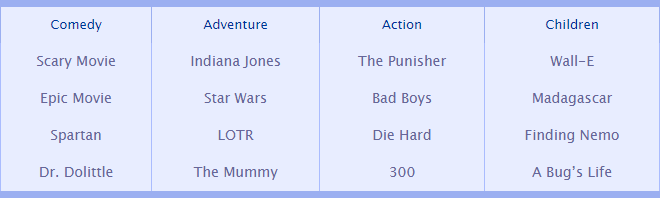 Comedy Adventure Action Children
Scary Movie Indiana Jones The Punisher Wall-E
Epic Movie Star Wars Bad Boys Madagascar
Spartan LOTR Die Hard Finding Nemo
Dr. Dolittle The Mummy 300 A Bug's Life